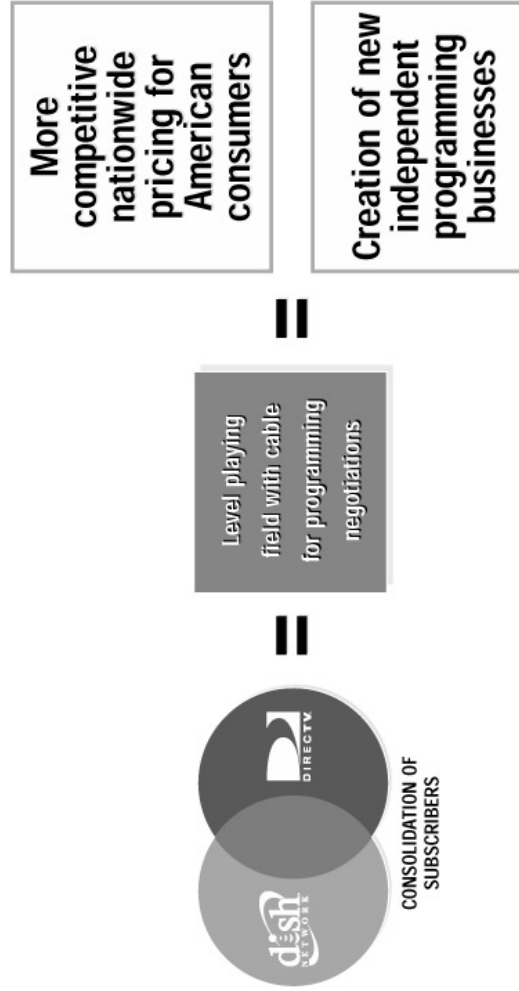 dish
NETWORK
DIRECTV
CONSOLIDATION OF
SUBSCRIBERS
=
Level playing
field with cable
for programming
negotiations
=
More
competitive
nationwide
pricing for
American
consumers
Creation of new
independent
programming
businesses